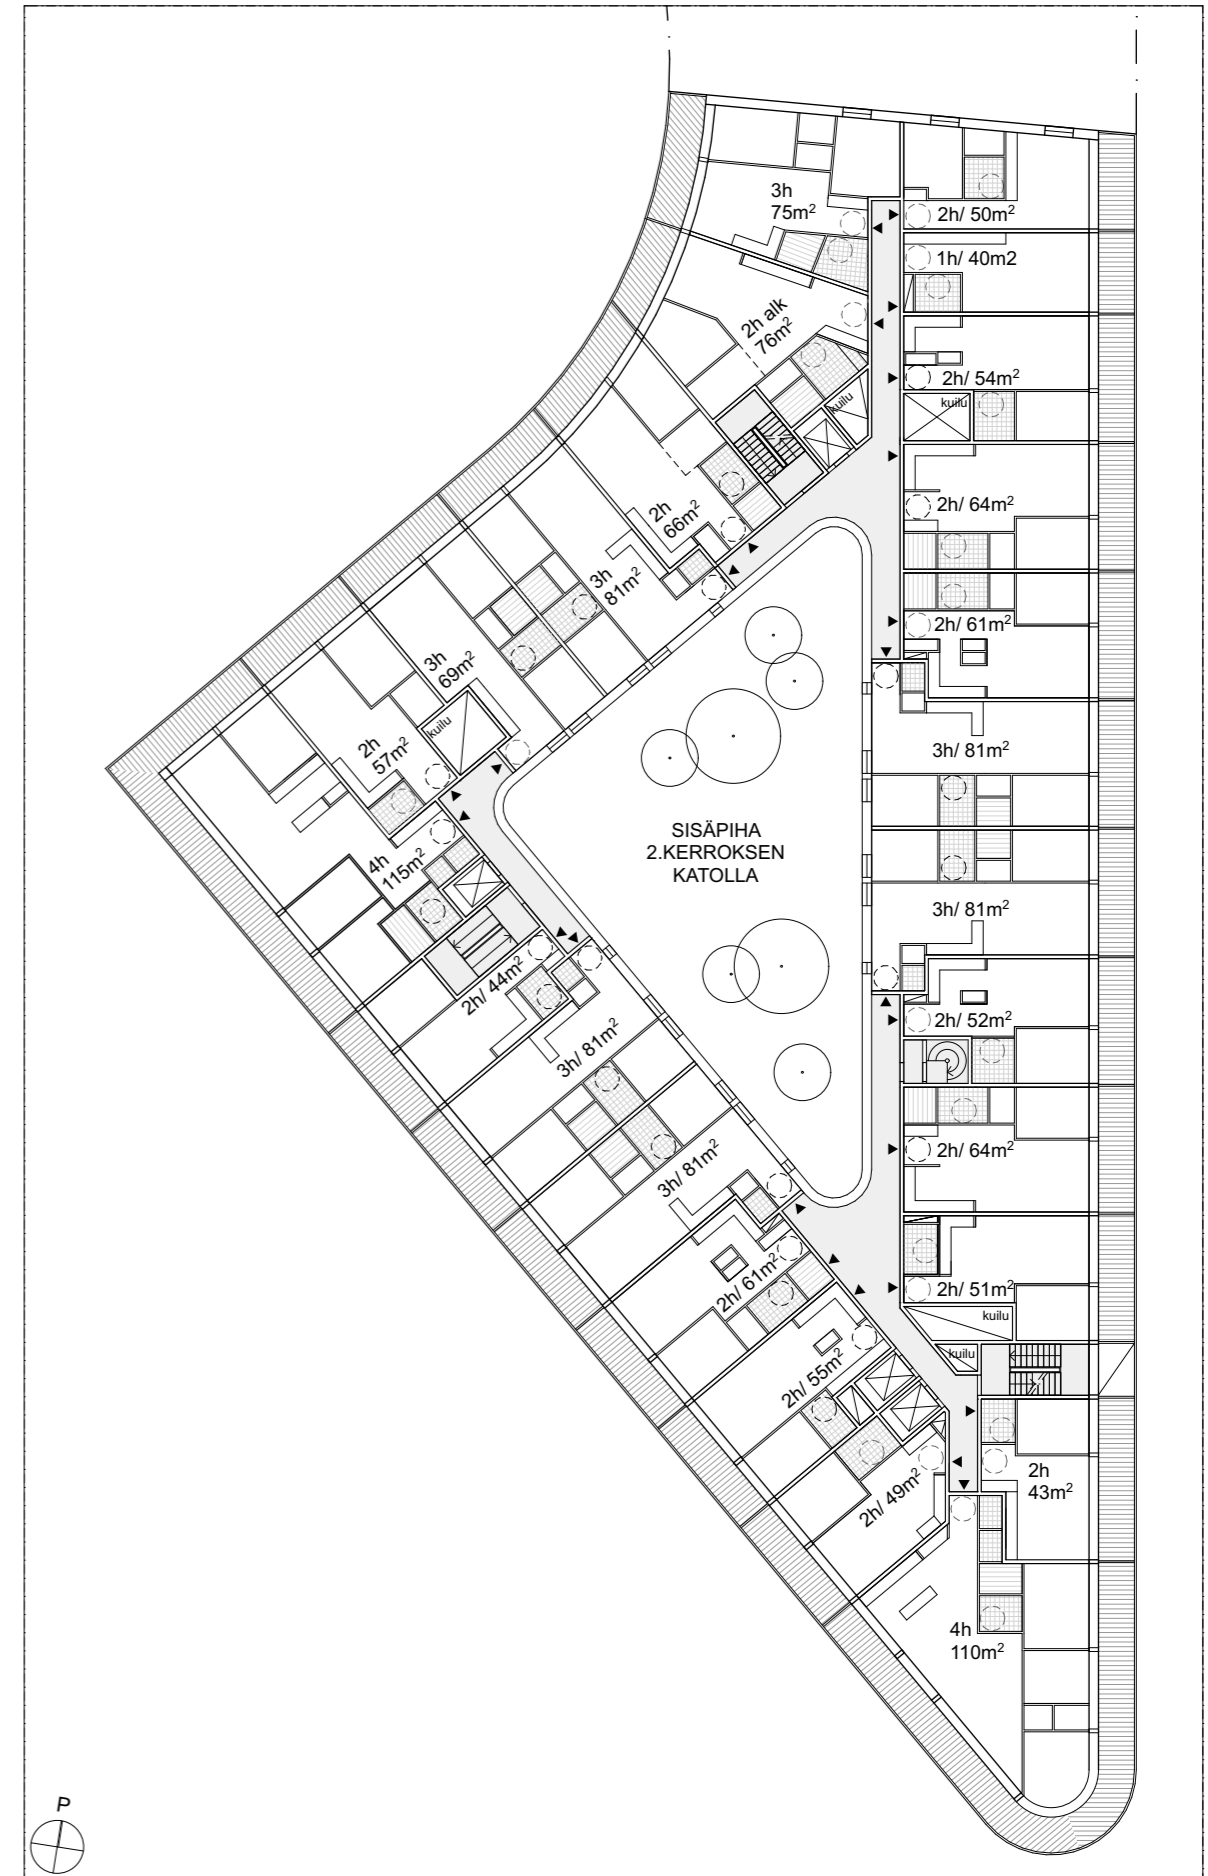 3h
75m²
2h/ 50m²
1h/ 40m2
2h alk
76m²
2h/ 54m²
kuilu
kuilu
2h/ 64m²
2h
66m²
3h
81m²
2h/ 61m²
3h
69m²
kuilu
2h
57m²
3h/ 81m²
SISÄPIHA
2.KERROKSEN
KATOLLA
4h
115m²
3h/ 81m²
2h/ 44m²
2h/ 52m²
3h/ 81m²
2h/ 64m²
3h/ 81m²
2h/ 61m²
2h/ 51m²
kuilu
kuilu
2h/ 55m²
2h/ 49m²
2h
43m²
4h
110m²
P